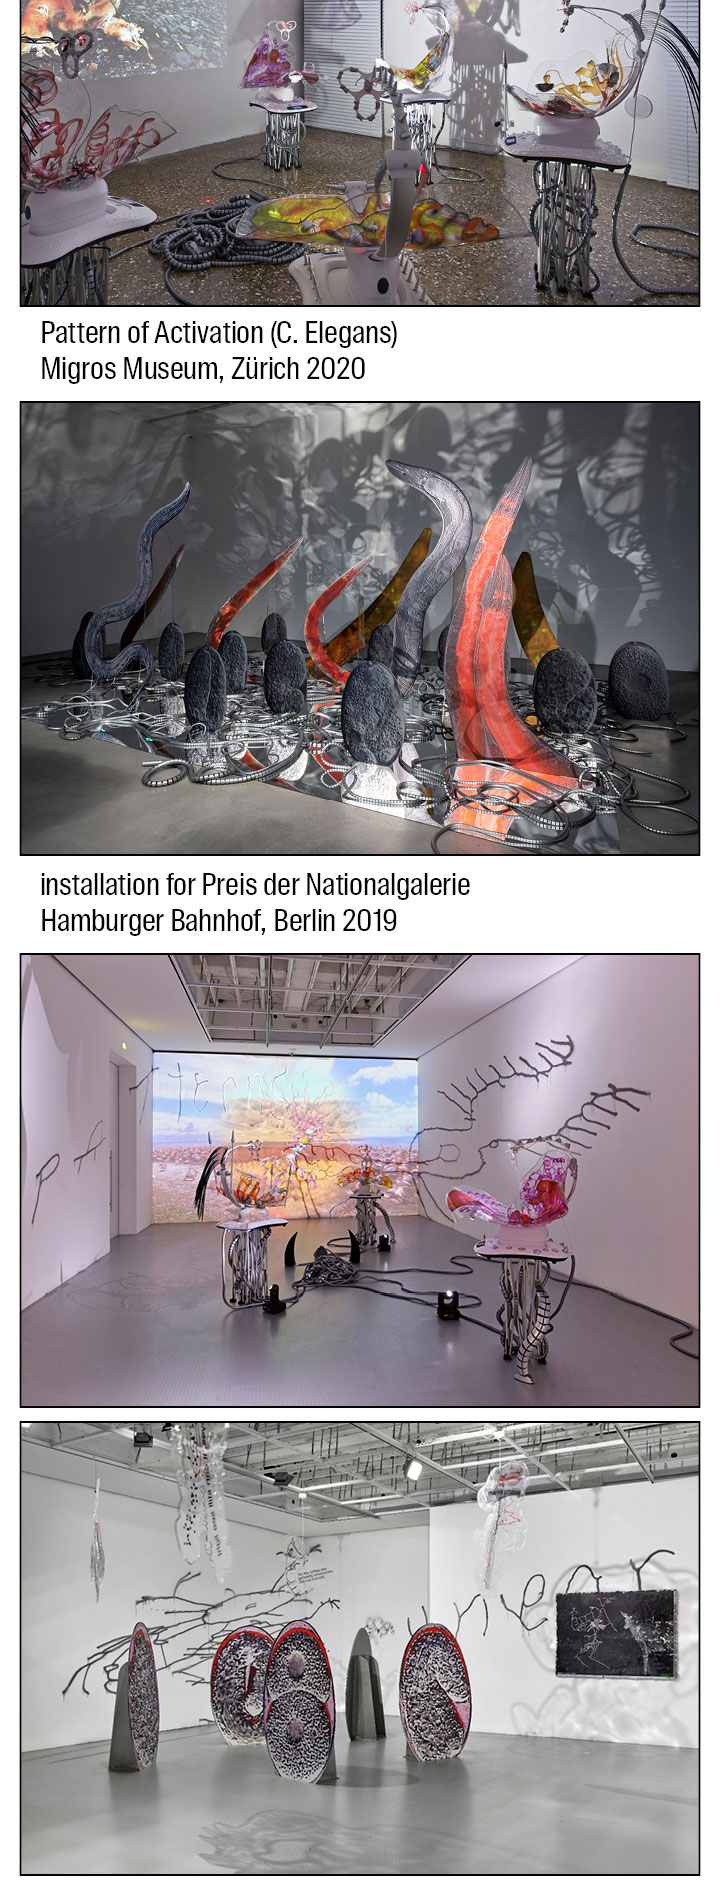 Pattern of Activation (C. Elegans)
Migros Museum, Zürich 2020
installation for Preis der Nationalgalerie
Hamburger Bahnhof, Berlin 2019